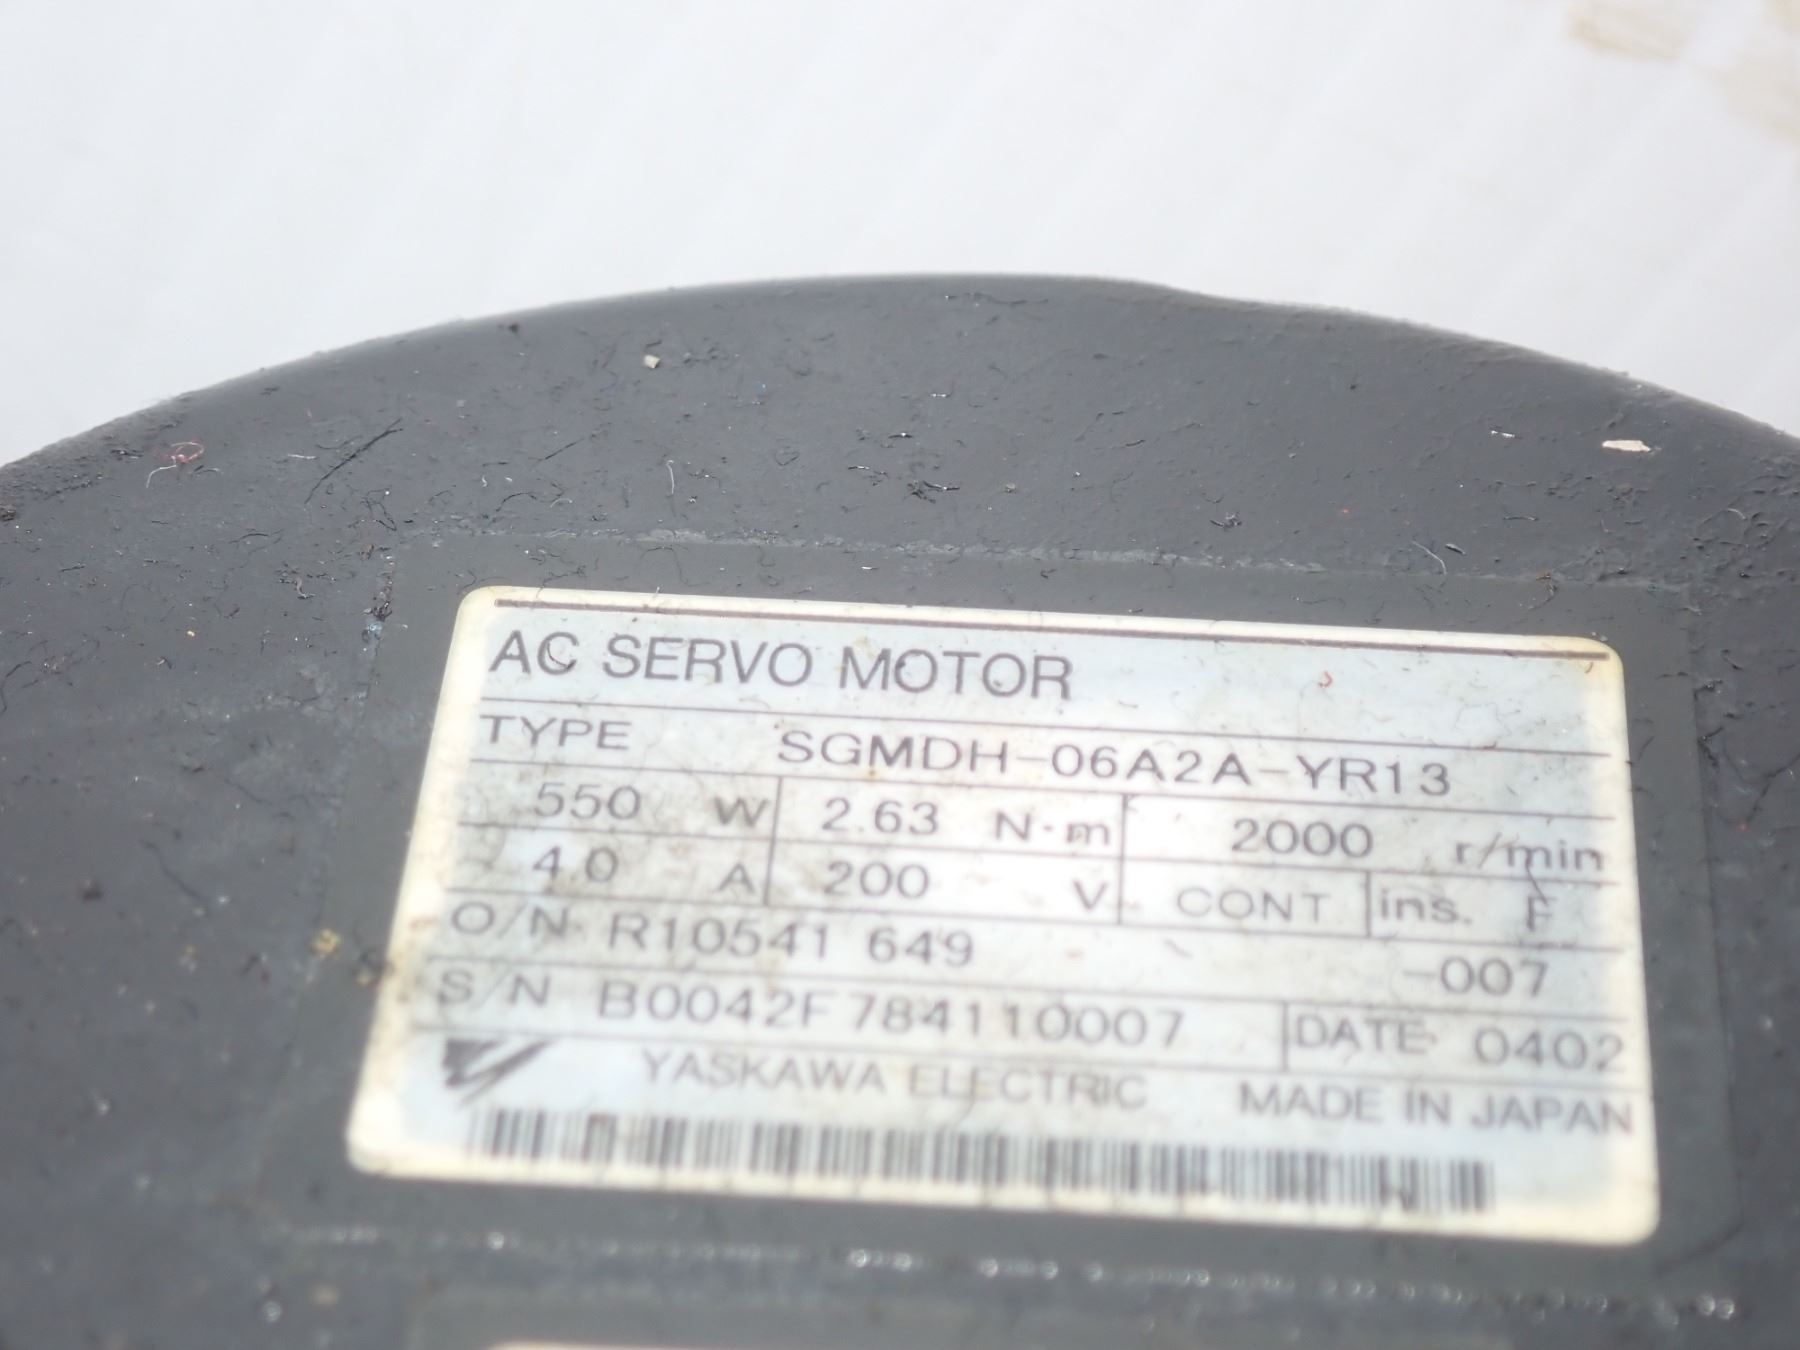 AC SERVO MOTOR
TYPE SGMDH-06A2A-YR13
550 W 2.63 N·m 2000 r/min
4.0 A 200 V CONT ins. F
O/N R10541 649 -007
S/N B0042F784110007 DATE 0402
YASKAWA ELECTRIC MADE IN JAPAN